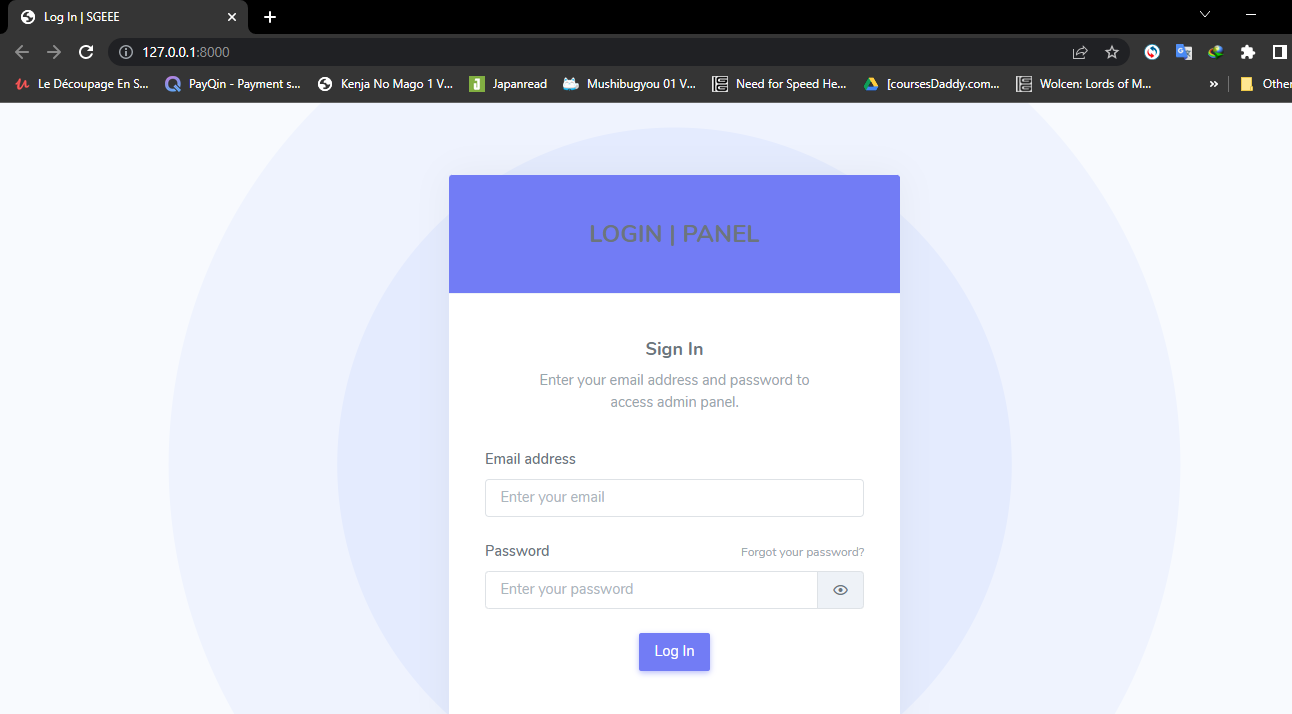 Log In | SGEEE
127.0.0.1:8000
Le Découpage En S...
PayQin - Payment s...
Kenja No Mago 1 V...
Japanread
Mushibugyou 01 V...
Need for Speed He...
[coursesDaddy.com...
Wolcen: Lords of M...
»
Other
LOGIN | PANEL
Sign In
Enter your email address and password to
access admin panel.
Email address
Enter your email
Password
Forgot your password?
Enter your password
Log In